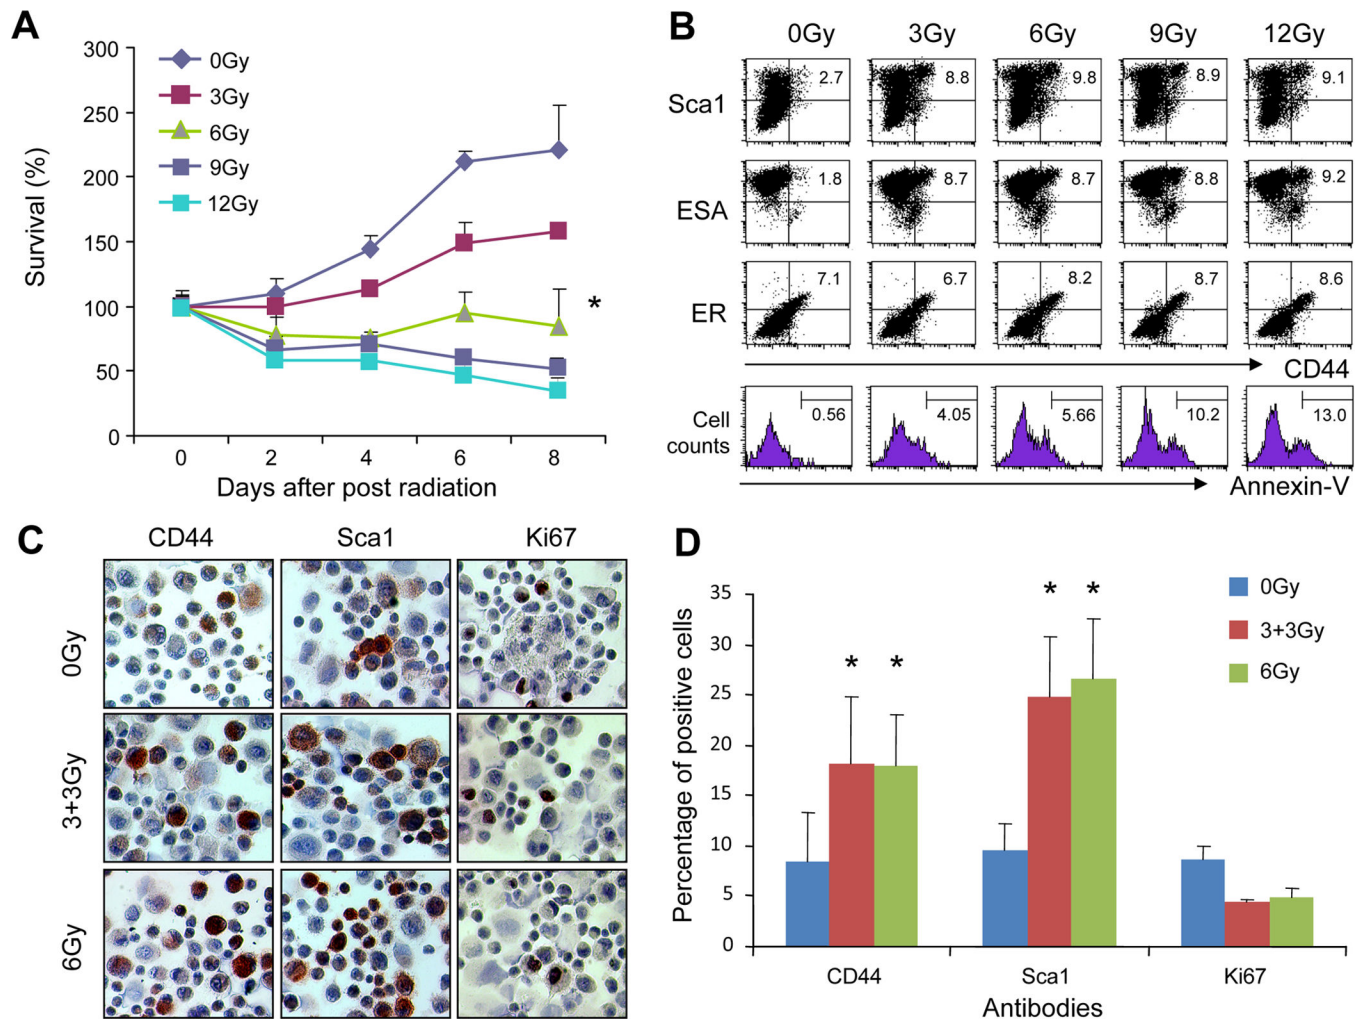 A
300
250
200
150
100
50
0
Survival (%)
0Gy
3Gy
6Gy
9Gy
12Gy
*
0 2 4 6 8
Days after post radiation
B
0Gy 3Gy 6Gy 9Gy 12Gy
Sca1
2.7 8.8 9.8 8.9 9.1
ESA
1.8 8.7 8.7 8.8 9.2
ER
7.1 6.7 8.2 8.7 8.6
CD44
Cell
counts
0.56 4.05 5.66 10.2 13.0
Annexin-V
C
CD44 Sca1 Ki67
0Gy
3+3Gy
6Gy
D
35
30
25
20
15
10
5
0
Percentage of positive cells
* * * *
0Gy
3+3Gy
6Gy
CD44 Sca1 Ki67
Antibodies